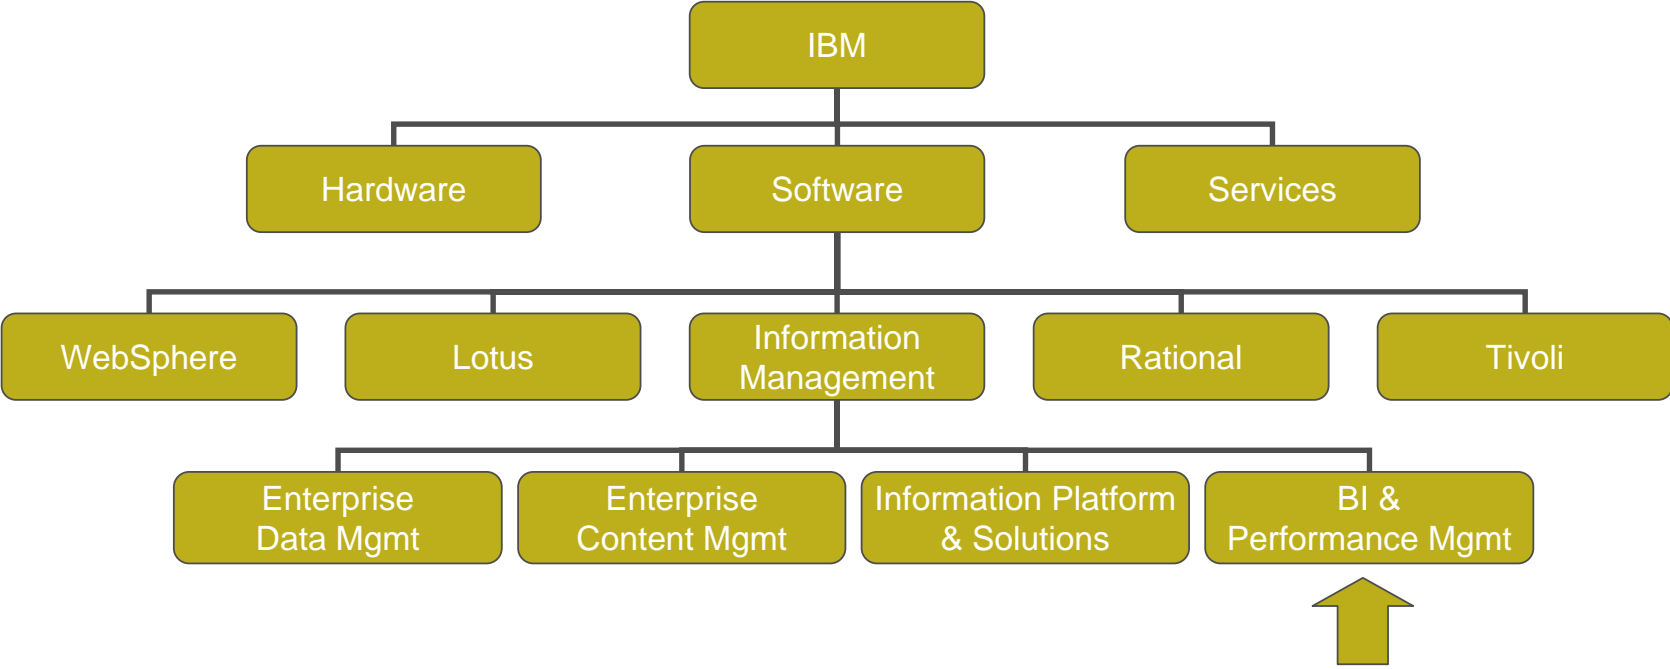 IBM
Hardware
Software
Services
WebSphere
Lotus
Information
Management
Rational
Tivoli
Enterprise
Data Mgmt
Enterprise
Content Mgmt
Information Platform
& Solutions
BI &
Performance Mgmt